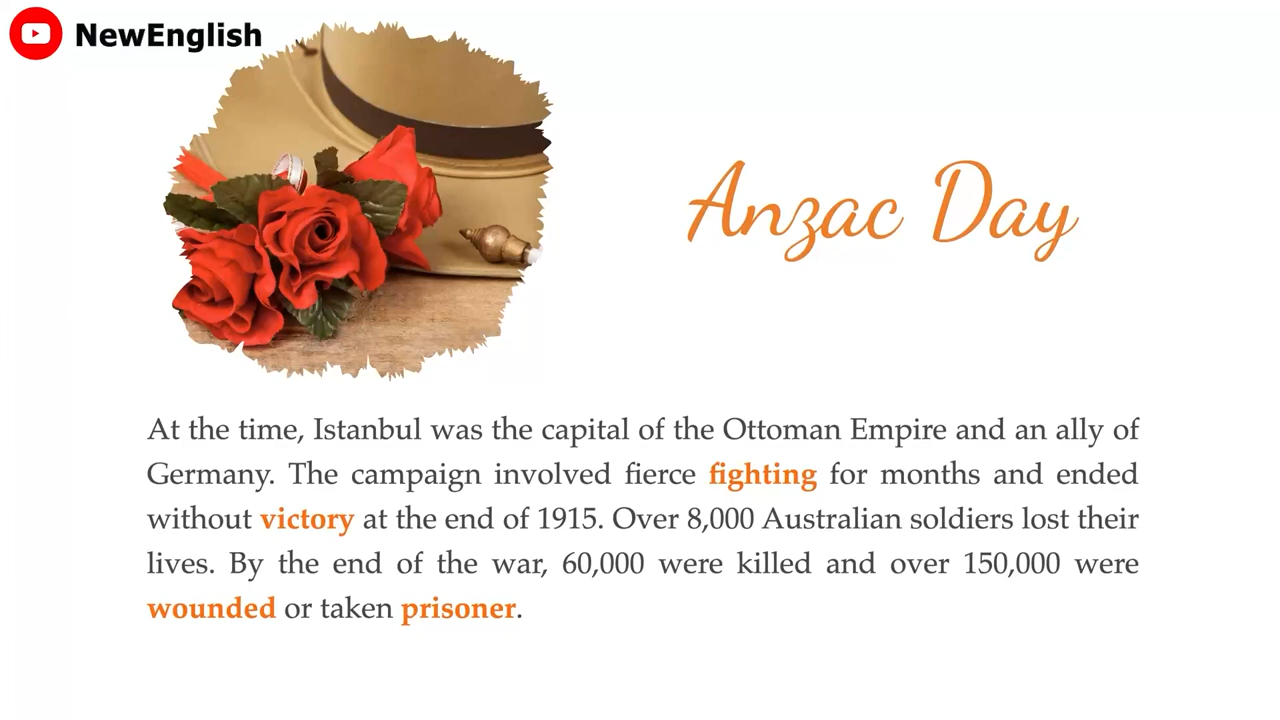 NewEnglish
Anzac Day
At the time, Istanbul was the capital of the Ottoman Empire and an ally of
Germany. The campaign involved fierce fighting for months and ended
without victory at the end of 1915. Over 8,000 Australian soldiers lost their
lives. By the end of the war, 60,000 were killed and over 150,000 were
wounded or taken prisoner.